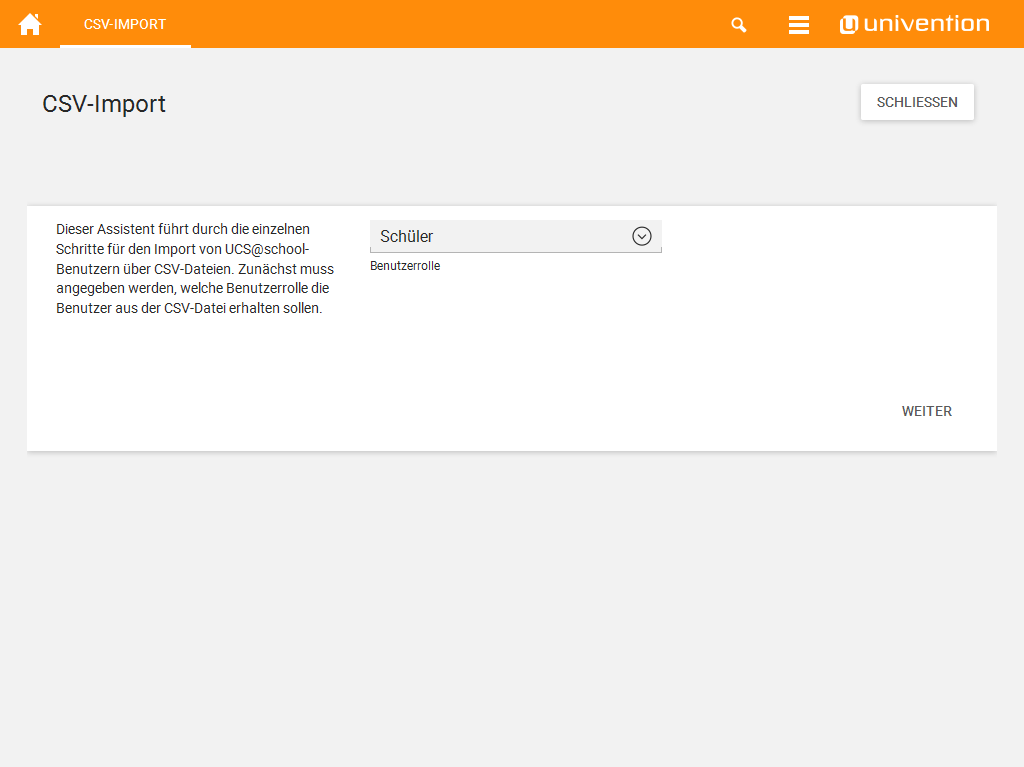 CSV-IMPORT
univention
CSV-Import
SCHLIESSEN
Dieser Assistent führt durch die einzelnen
Schritte für den Import von UCS@school-
Benutzern über CSV-Dateien. Zunächst muss
angegeben werden, welche Benutzerrolle die
Benutzer aus der CSV-Datei erhalten sollen.
Schüler
Benutzerrolle
WEITER